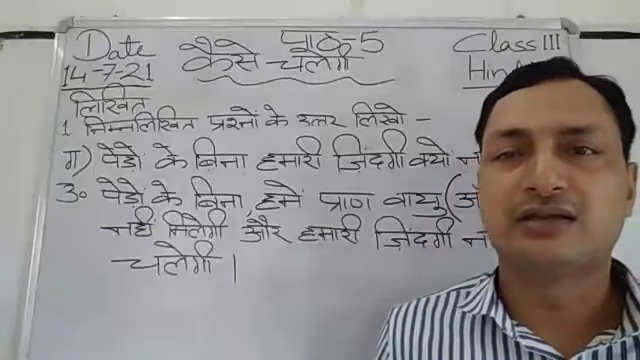 Date
14-7-21
पाठ-5
कैसे चलेगी
Class III
लिखित
1 निम्नलिखित प्रश्नों के उत्तर लिखो -
ग) पेड़ों के बिना हमारी ज़िंदगी क्यों
उ० पेड़ों के बिना हमें प्राण वायु (
नही मिलेगी और हमारी ज़िंदगी
चलेगी ।